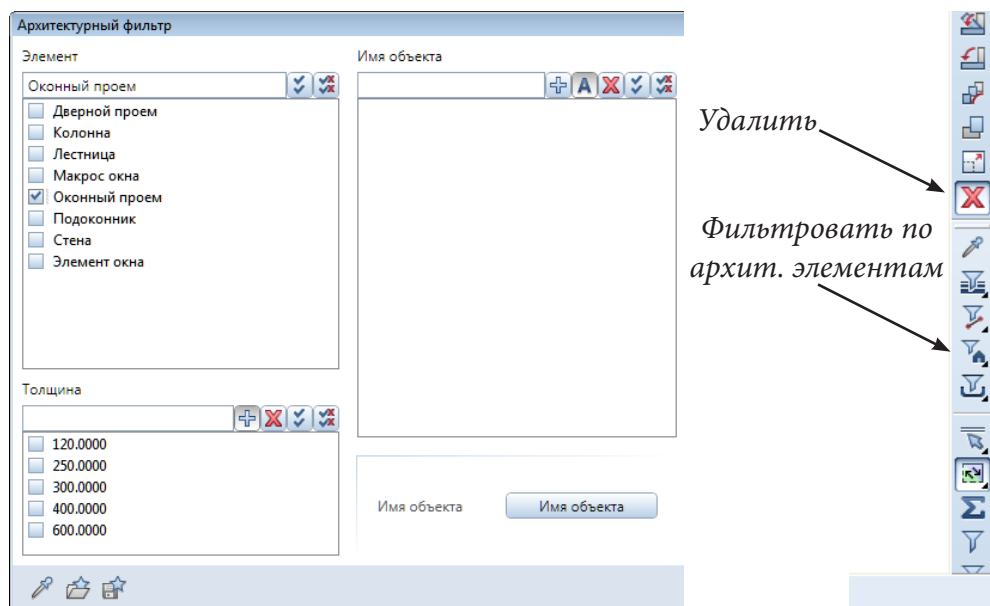 Архитектурный фильтр
Элемент
Оконный проем
Дверной проем
Колонна
Лестница
Макрос окна
Оконный проем
Подоконник
Стена
Элемент окна
Толщина
120.0000
250.0000
300.0000
400.0000
600.0000
Имя объекта
A
Имя объекта
Имя объекта
Удалить
Фильтровать по
архит. элементам